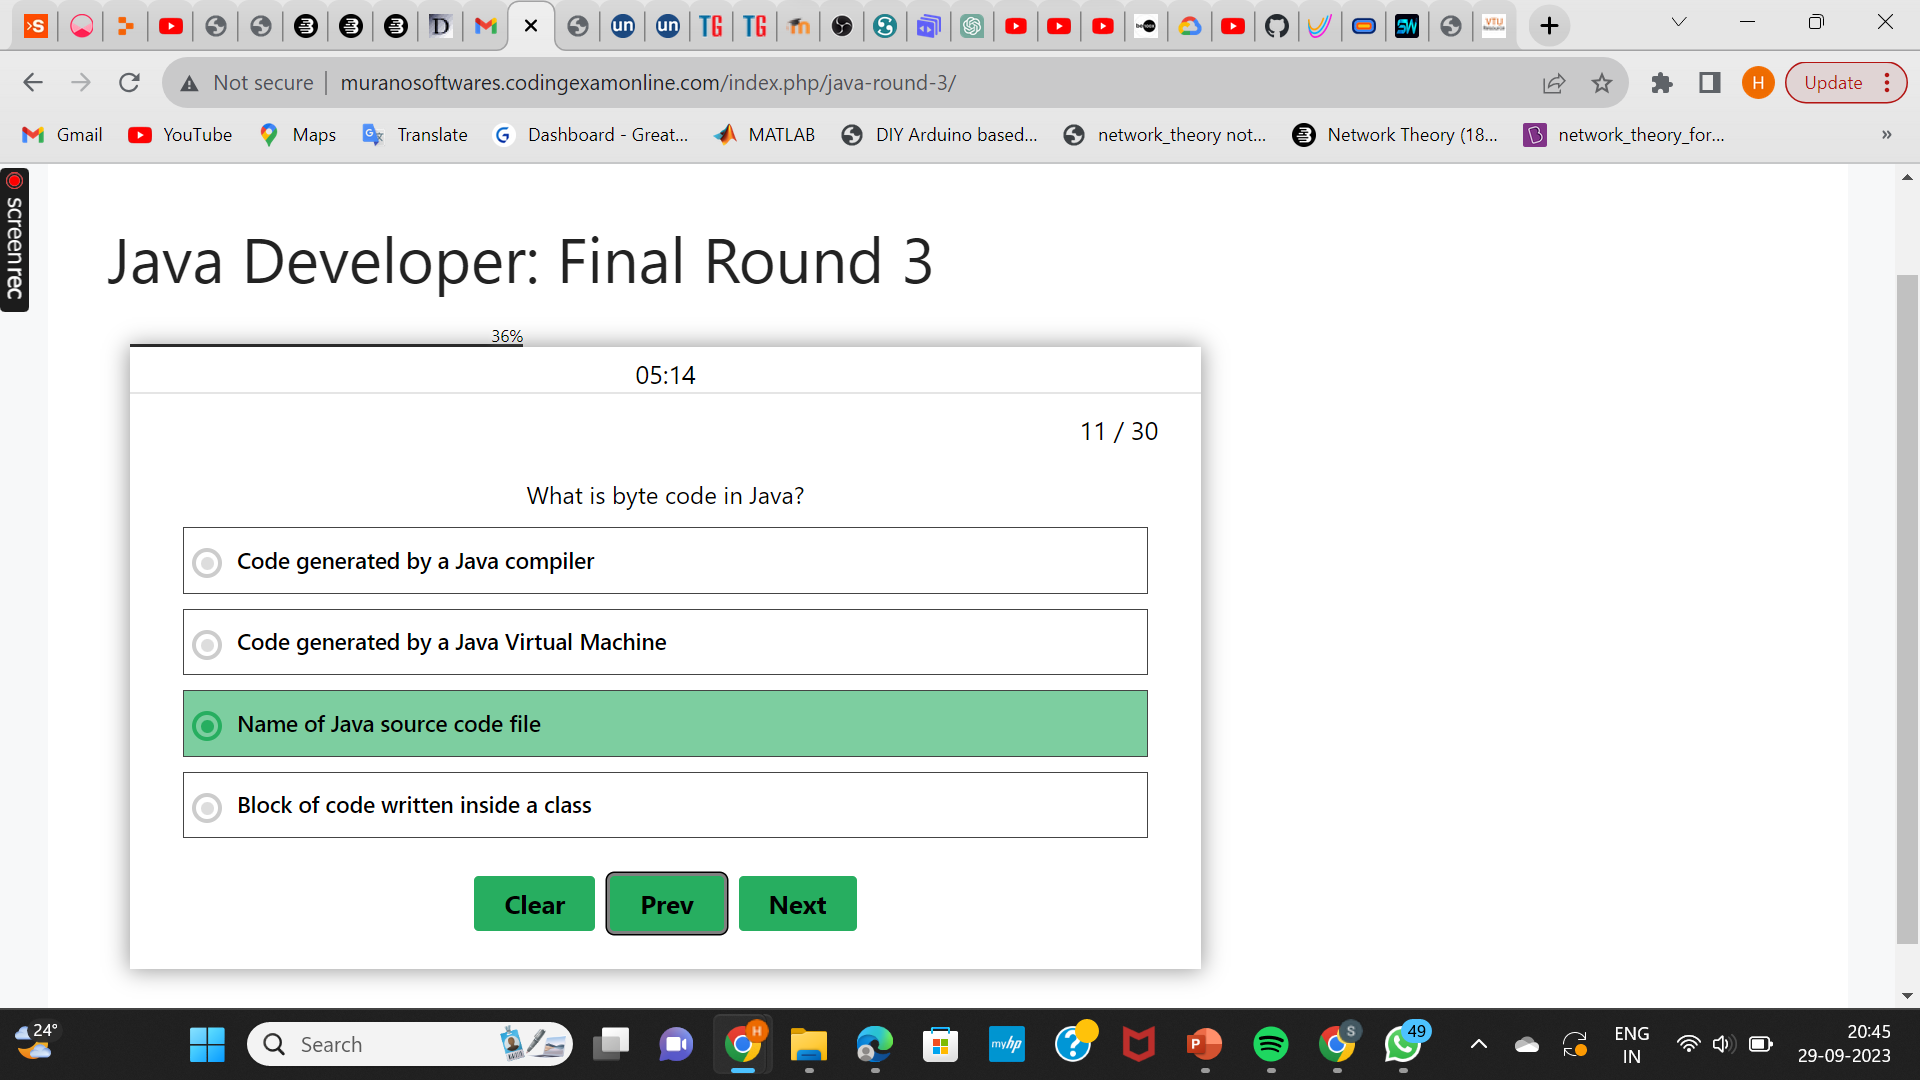 Not secure | muranosoftwares.codingexamonline.com/index.php/java-round-3/
H
Update
Gmail YouTube Maps Translate Dashboard - Great... MATLAB DIY Arduino based... network_theory not... Network Theory (18... network_theory_for... »
screenrec
Java Developer: Final Round 3
36%
05:14
11 / 30
What is byte code in Java?
Code generated by a Java compiler
Code generated by a Java Virtual Machine
Name of Java source code file
Block of code written inside a class
Clear Prev Next
24°
Search
H
myhp
S
49
ENG
IN
20:45
29-09-2023